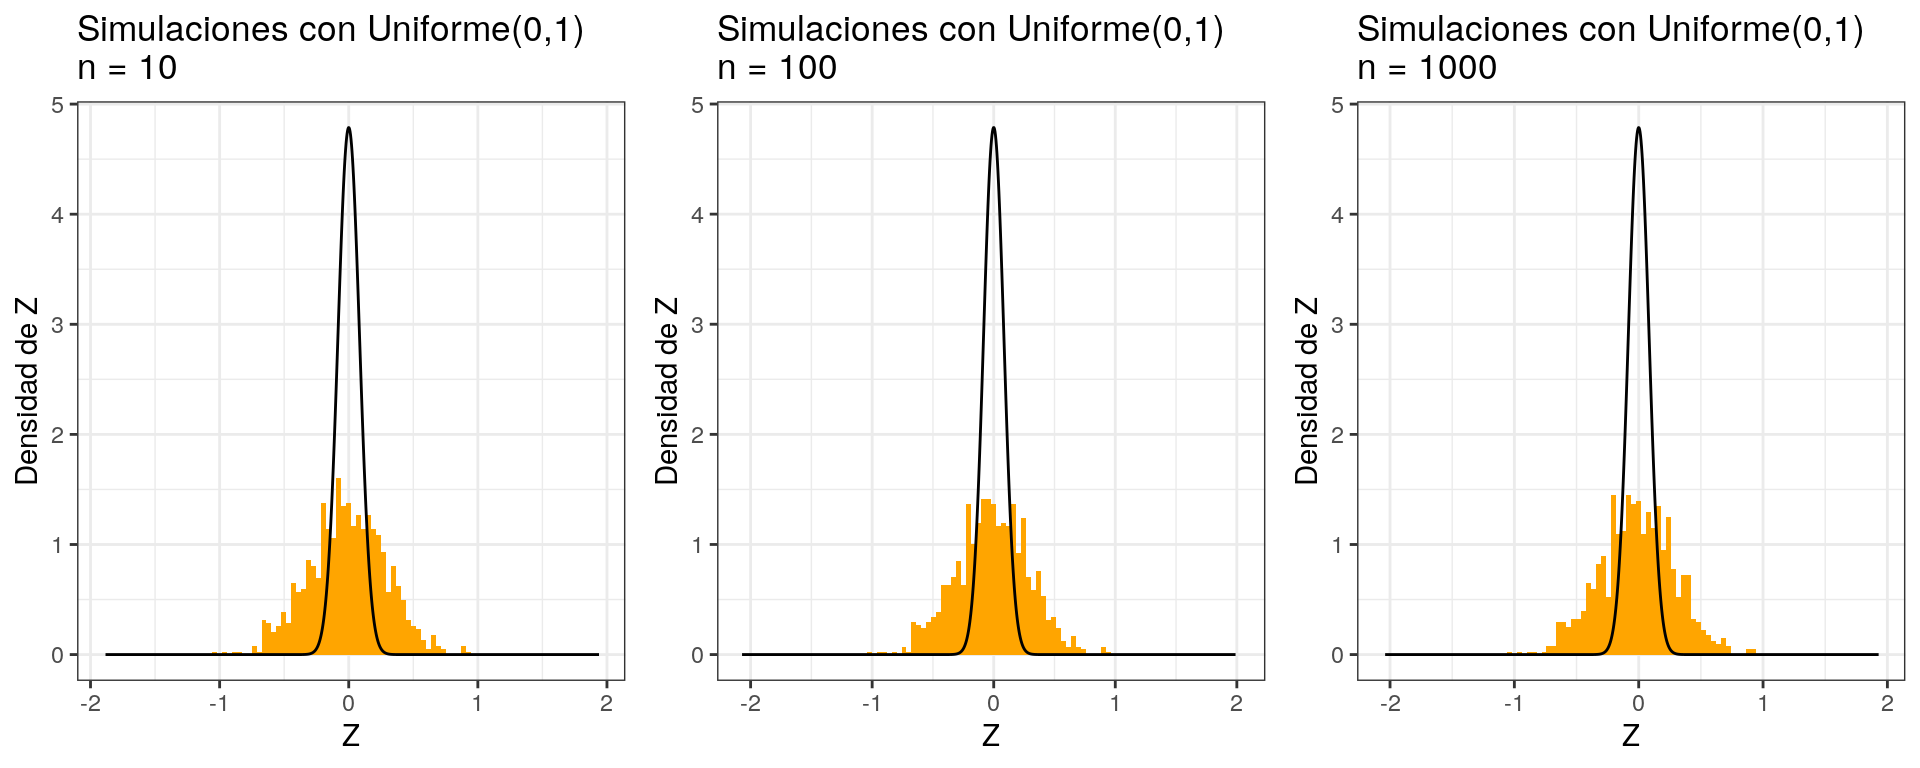 Simulaciones con Uniforme(0,1)
n = 10
5
4
3
2
1
0
Densidad de Z
-2 -1 0 1 2
Z
Simulaciones con Uniforme(0,1)
n = 100
5
4
3
2
1
0
Densidad de Z
-2 -1 0 1 2
Z
Simulaciones con Uniforme(0,1)
n = 1000
5
4
3
2
1
0
Densidad de Z
-2 -1 0 1 2
Z